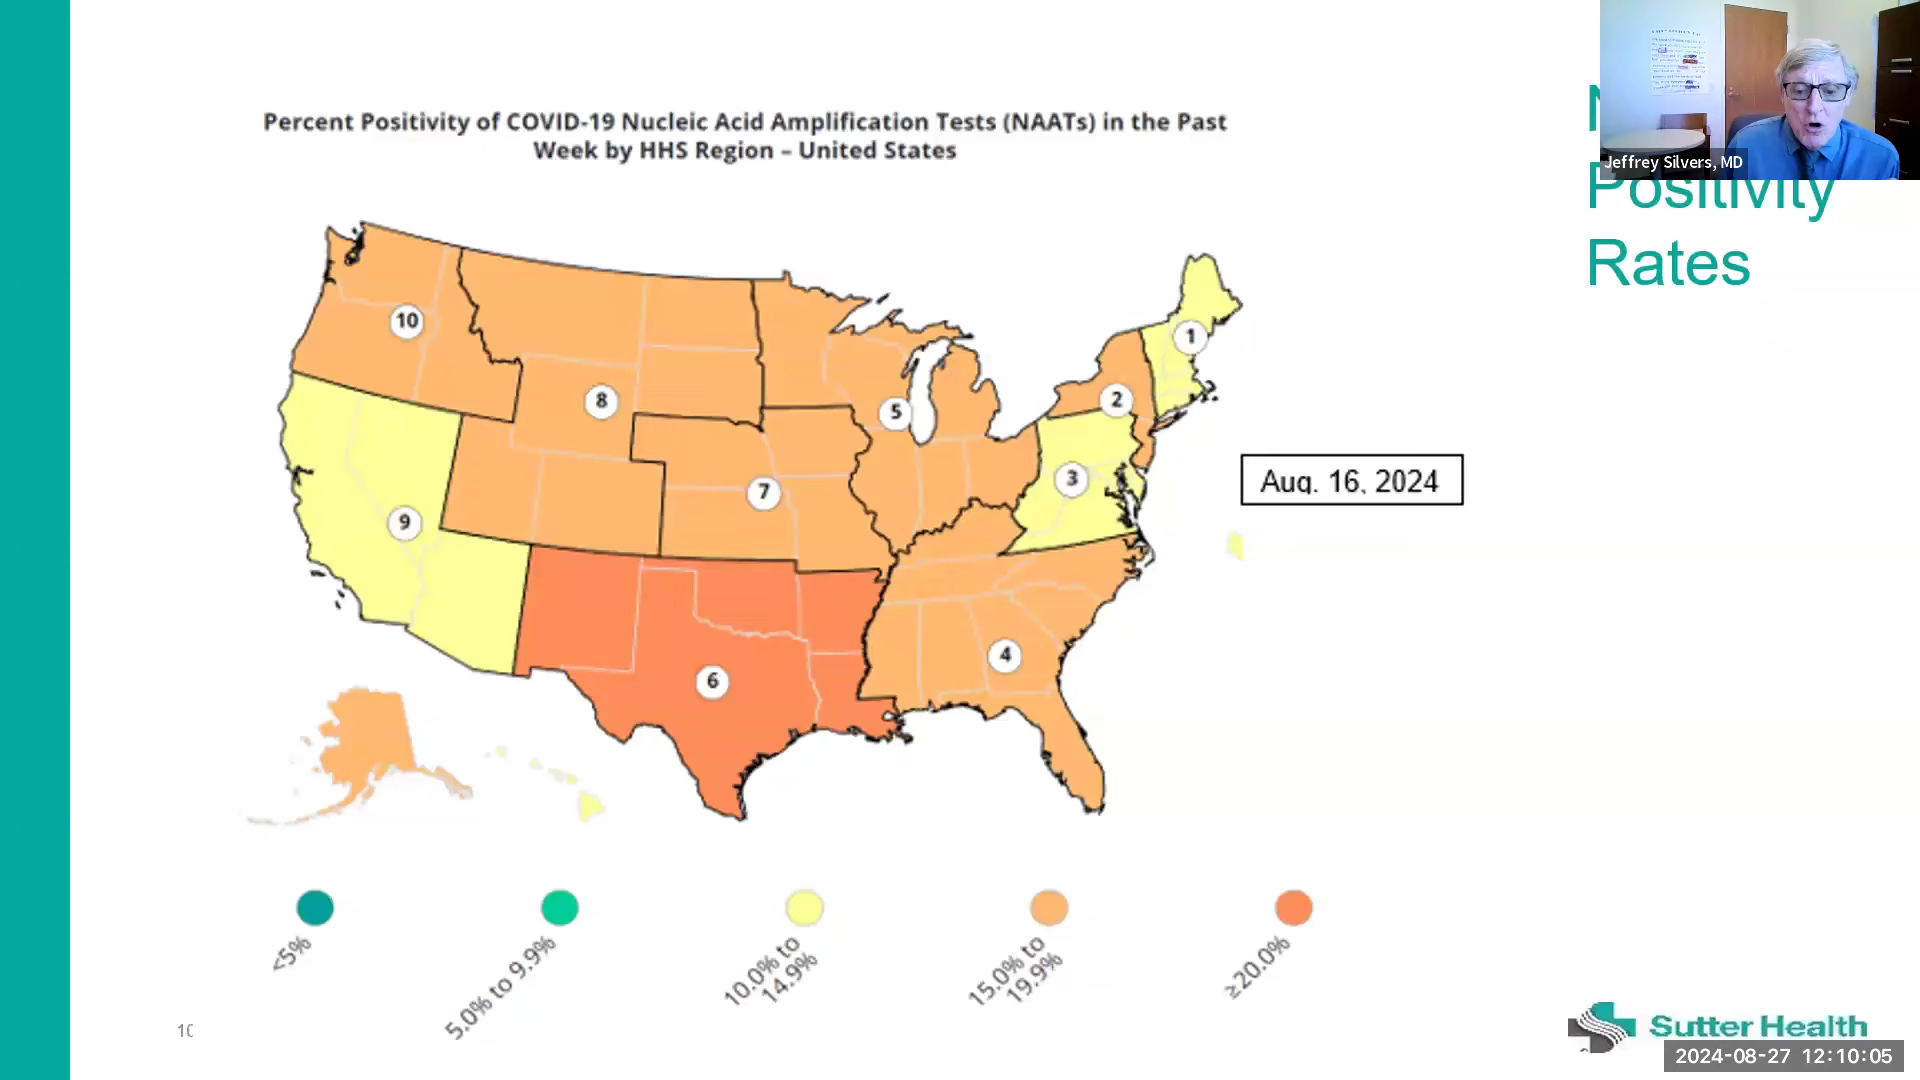 Percent Positivity of COVID-19 Nucleic Acid Amplification Tests (NAATs) in the Past
Week by HHS Region – United States
Jeffrey Silvers, MD
Positivity
Rates
10
8
5
1
2
3
7
9
6
4
Aug. 16, 2024
<5%
5.0% to 9.9%
10.0% to
14.9%
15.0% to
19.9%
≥20.0%
10
Sutter Health
2024-08-27 12:10:05